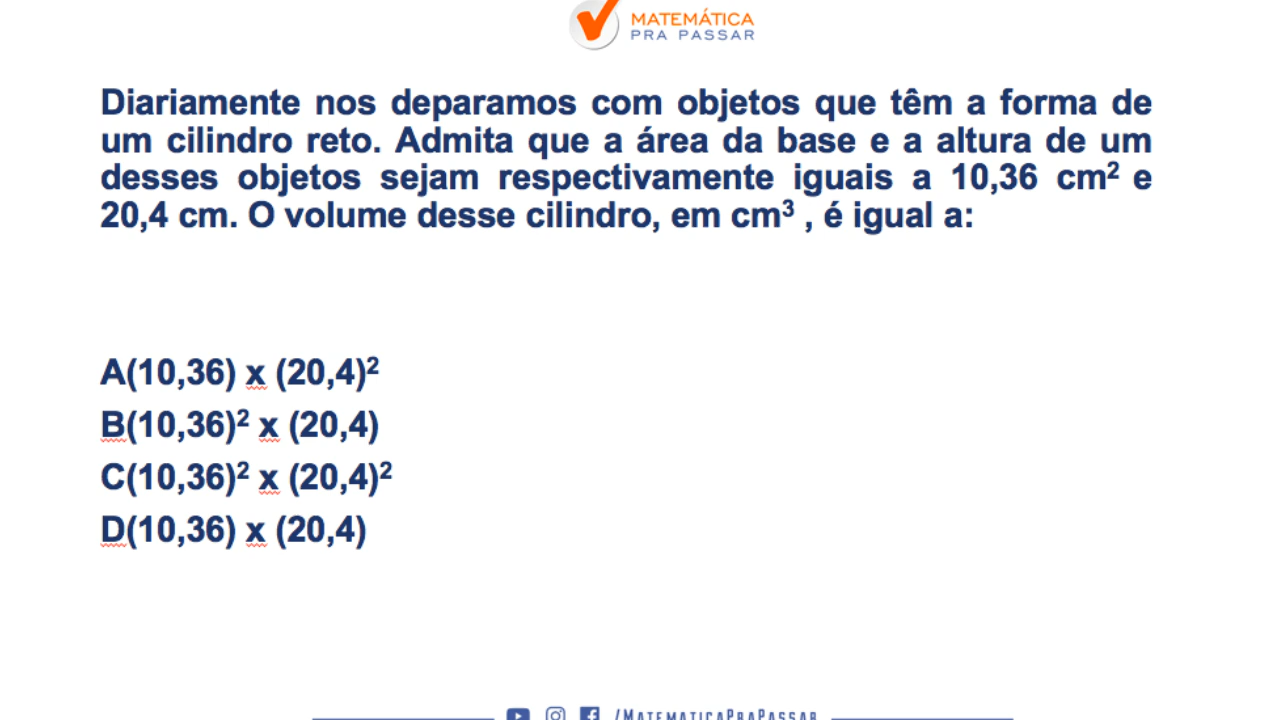 MATEMÁTICA
PRA PASSAR
Diariamente nos deparamos com objetos que têm a forma de
um cilindro reto. Admita que a área da base e a altura de um
desses objetos sejam respectivamente iguais a 10,36 cm² e
20,4 cm. O volume desse cilindro, em cm³ , é igual a:
A(10,36) x (20,4)²
B(10,36)² x (20,4)
C(10,36)² x (20,4)²
D(10,36) x (20,4)
/MATEMATICAPRAPASSAR